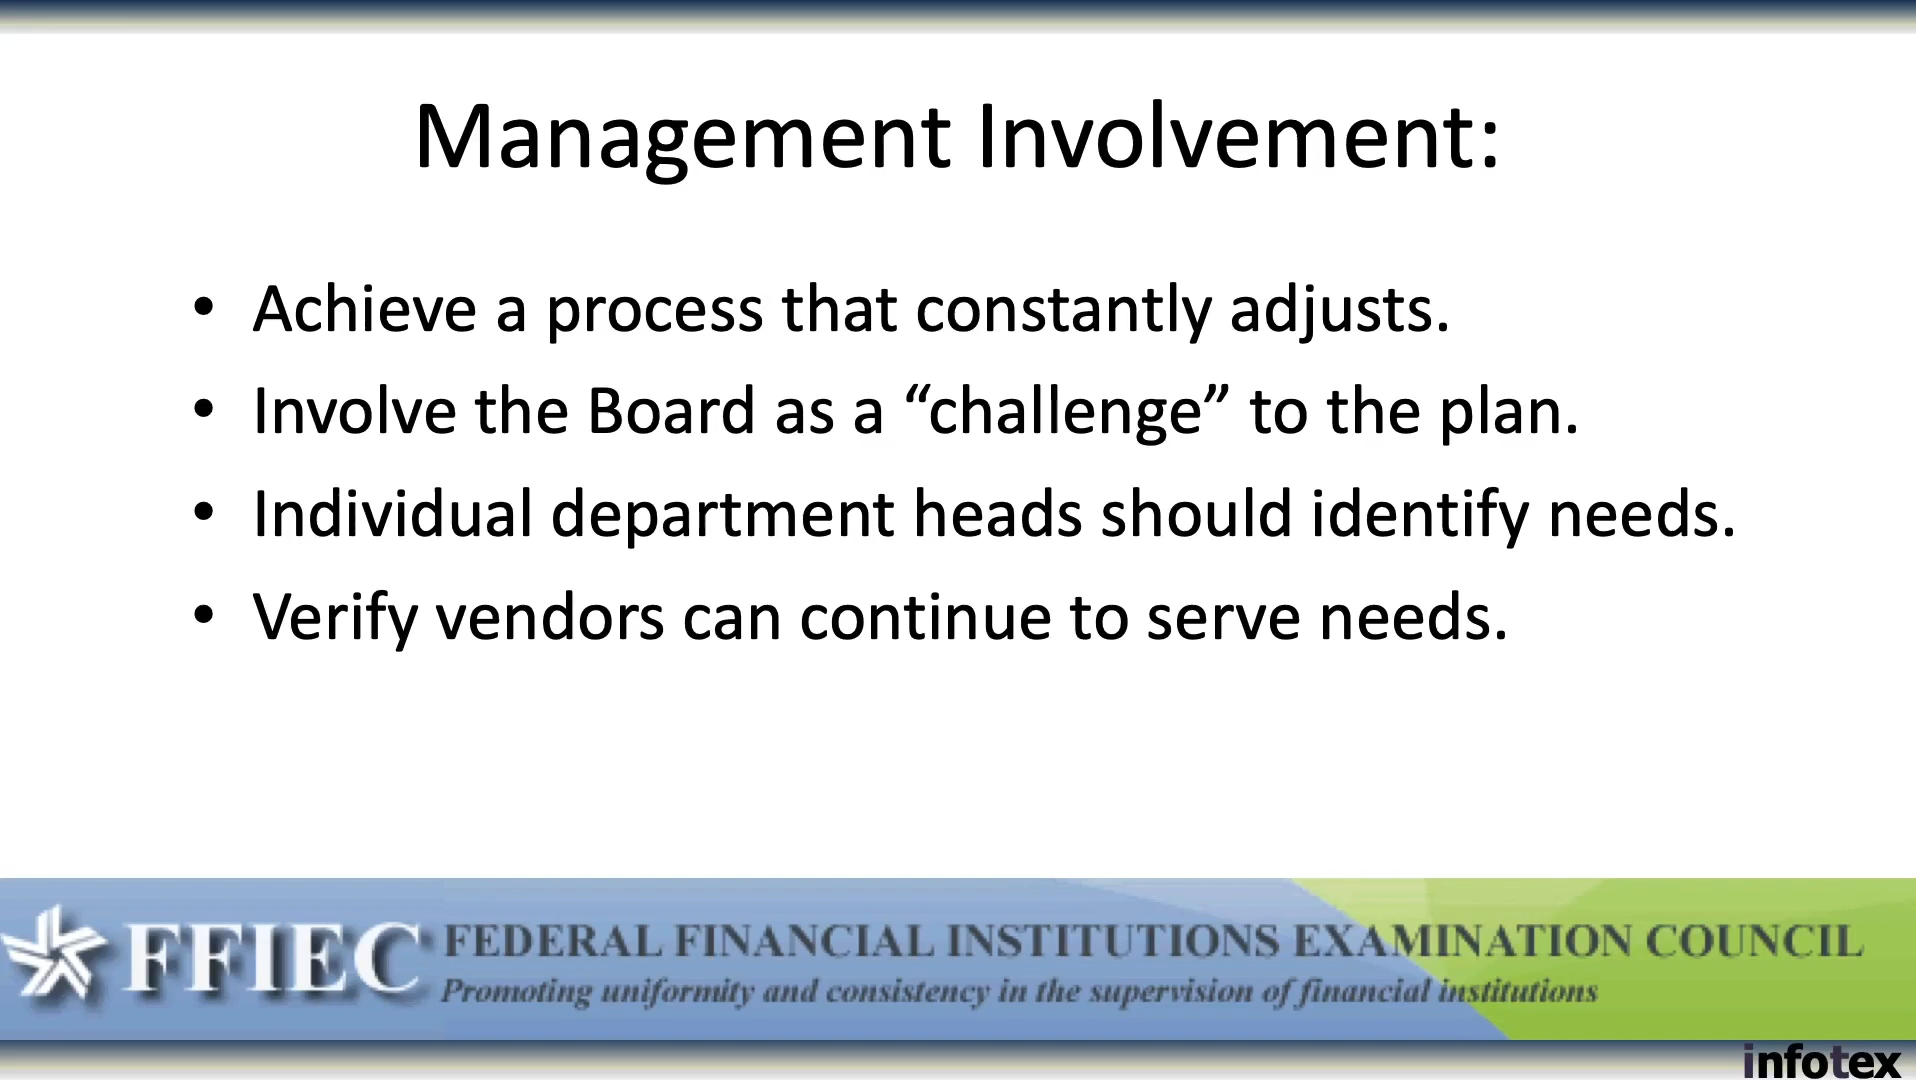 Management Involvement:
• Achieve a process that constantly adjusts.
• Involve the Board as a “challenge” to the plan.
• Individual department heads should identify needs.
• Verify vendors can continue to serve needs.
FFIEC FEDERAL FINANCIAL INSTITUTIONS EXAMINATION COUNCIL
Promoting uniformity and consistency in the supervision of financial institutions
infotex